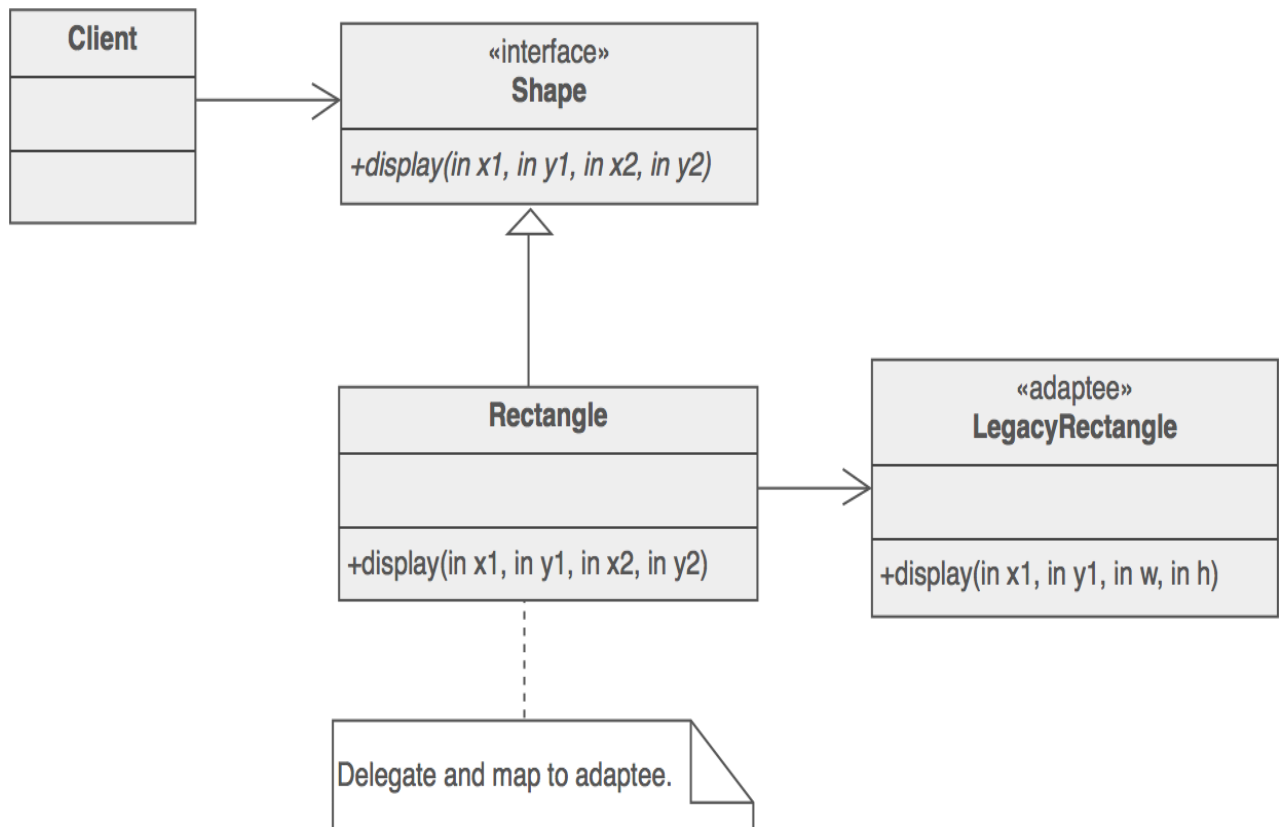 Client
«interface»
Shape
+display(in x1, in y1, in x2, in y2)
Rectangle
+display(in x1, in y1, in x2, in y2)
«adaptee»
LegacyRectangle
+display(in x1, in y1, in w, in h)
Delegate and map to adaptee.